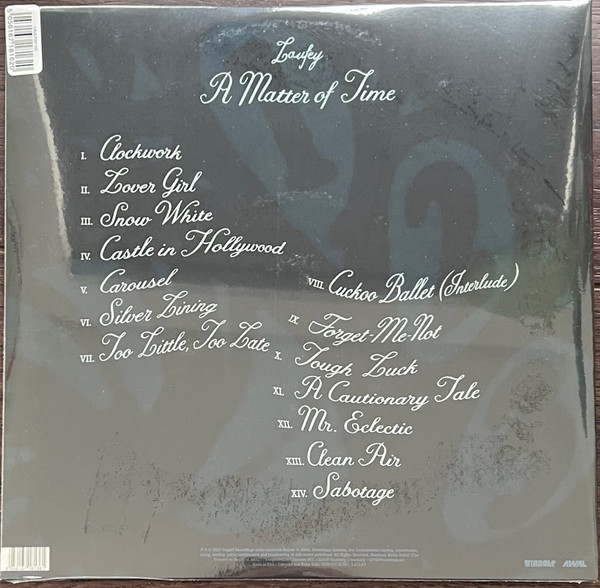 Laufey
A Matter of Time
I. Clockwork
II. Lover Girl
III. Snow White
IV. Castle in Hollywood
V. Carousel
VI. Silver Lining
VII. Too Little, Too Late
VIII. Cuckoo Ballet (Interlude)
IX. Forget-Me-Not
X. Tough Luck
XI. A Cautionary Tale
XII. Mr. Eclectic
XIII. Clean Air
XIV. Sabotage
VINGOLF AWAL